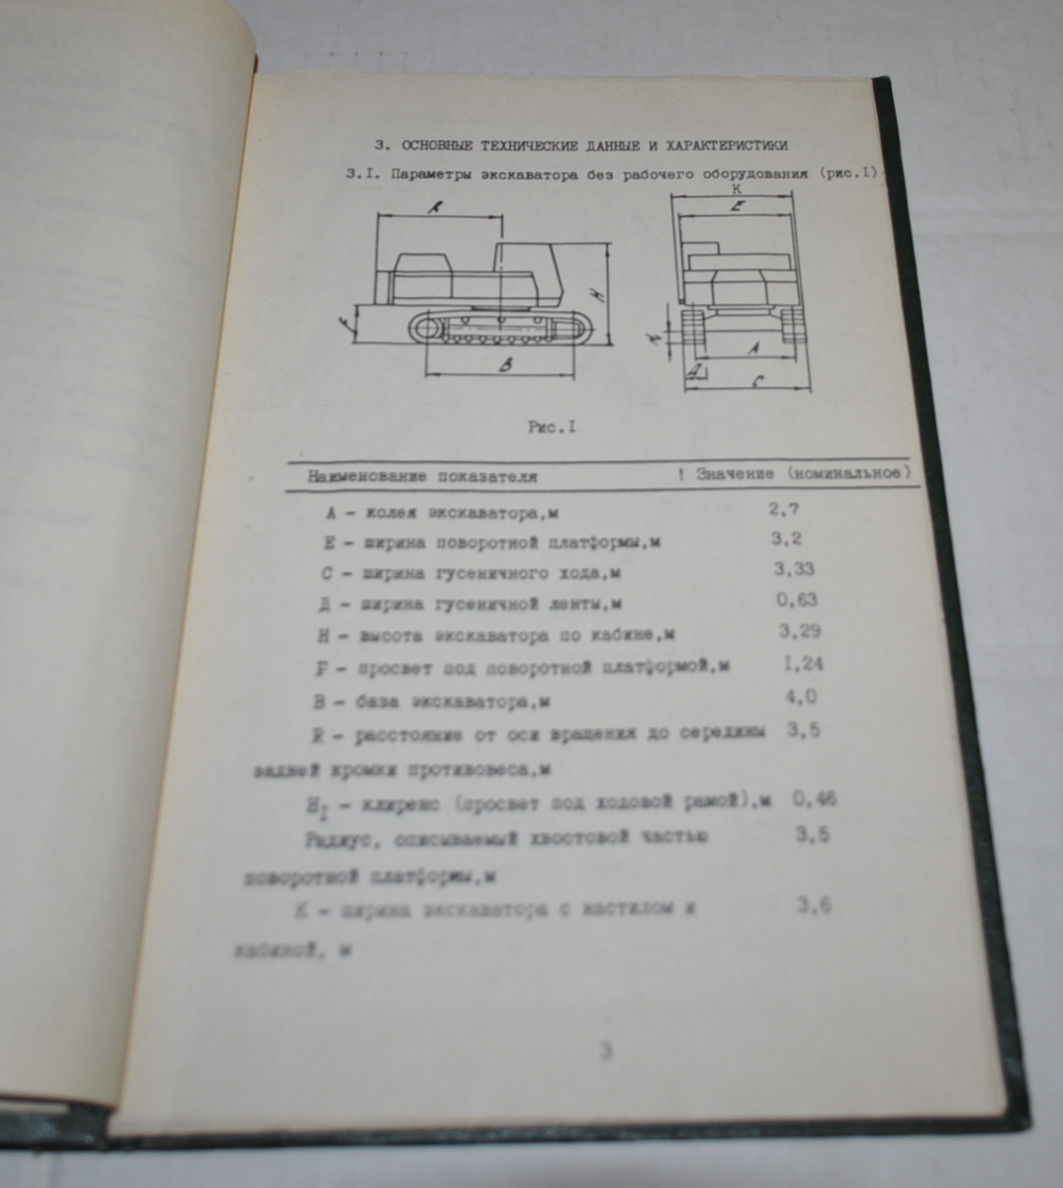 3. ОСНОВНЫЕ ТЕХНИЧЕСКИЕ ДАННЫЕ И ХАРАКТЕРИСТИКИ
3.I. Параметры экскаватора без рабочего оборудования (рис.I).
К
R
Е
Н
F
А
В
Д
С
Рис.I
Наименование показателя ! Значение (номинальное)
А - колея экскаватора,м 2,7
Е - ширина поворотной платформы,м 3,2
С - ширина гусеничного хода,м 3,33
Д - ширина гусеничной ленты,м 0,63
Н - высота экскаватора по кабине,м 3,29
F - просвет под поворотной платформой,м I,24
В - база экскаватора,м 4,0
R - расстояние от оси вращения до середины 3,5
задней кромки противовеса,м
НI - клиренс (просвет под ходовой рамой),м 0,46
Радиус, описываемый хвостовой частью 3,5
поворотной платформы,м
К - ширина экскаватора с настилом и 3,6
кабиной, м
3